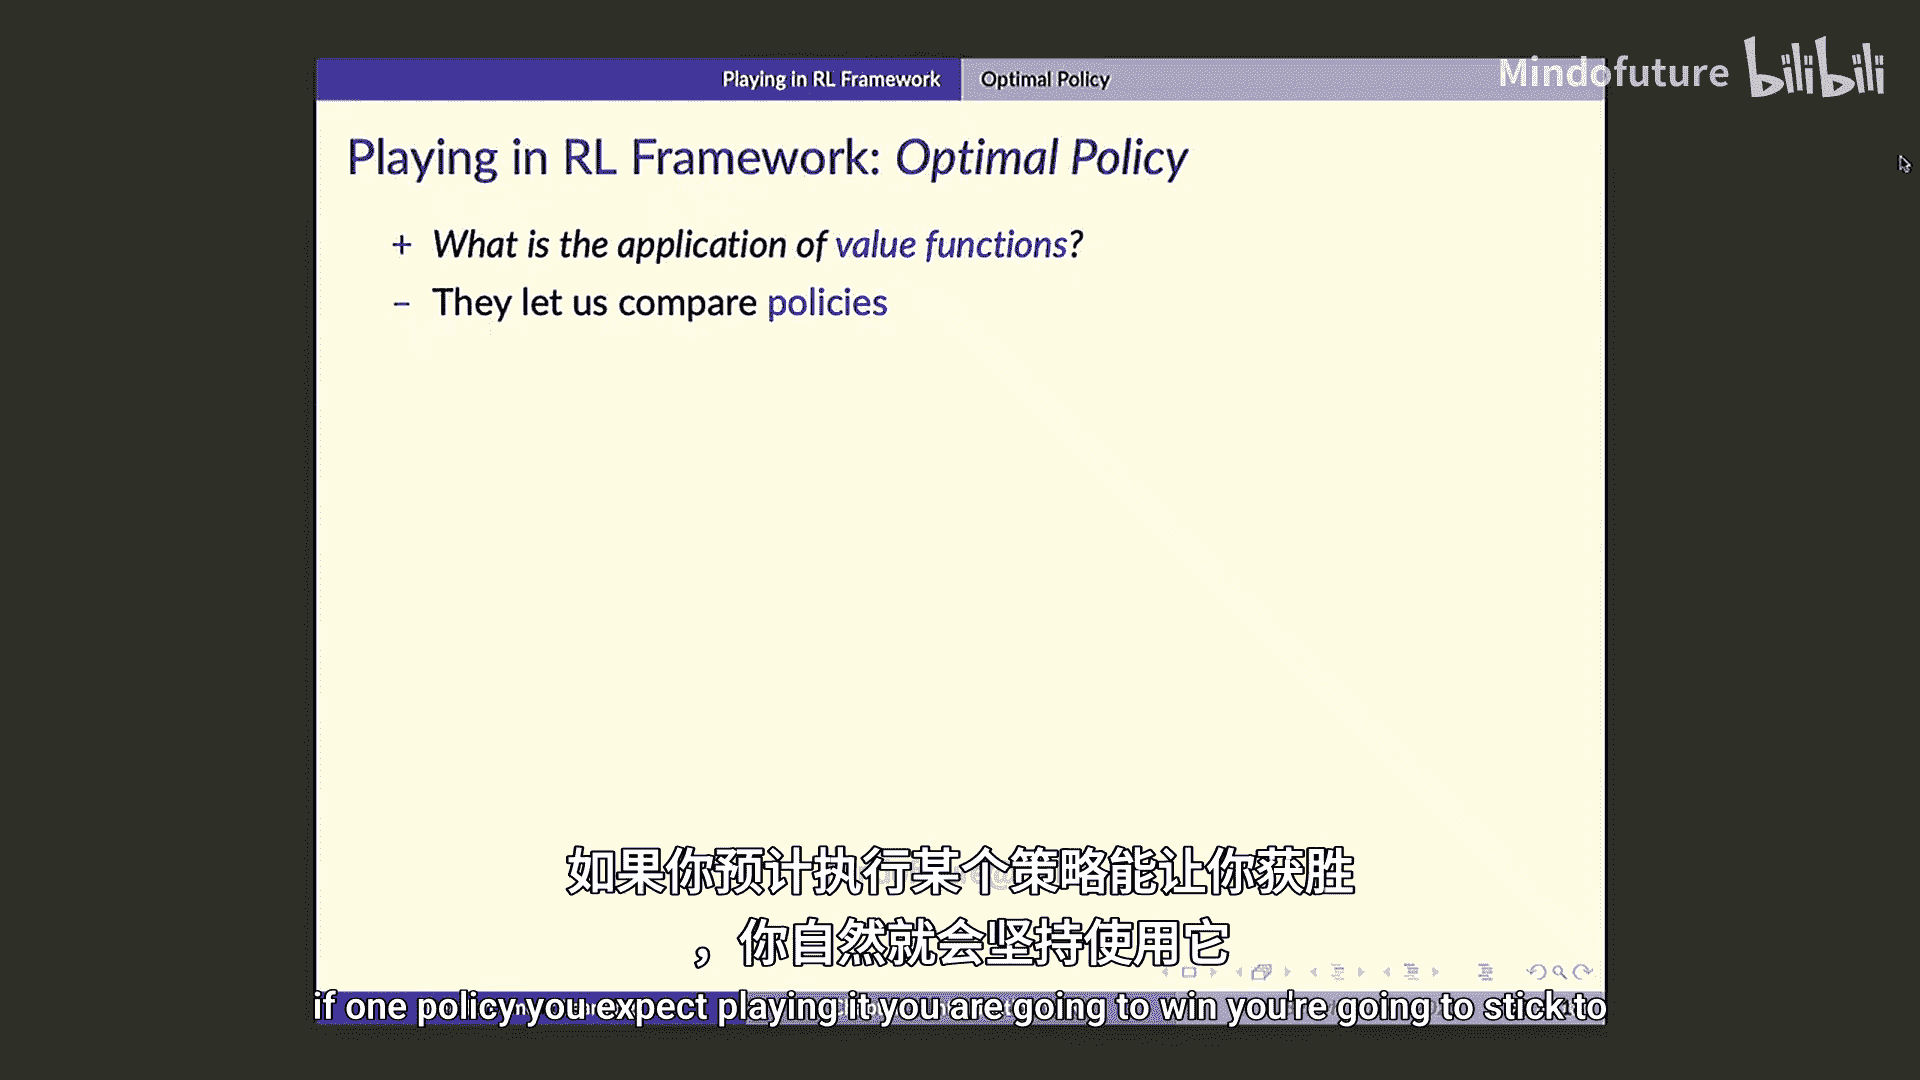 Playing in RL Framework
Optimal Policy
Mindofuture bilibili
Playing in RL Framework: Optimal Policy
+ What is the application of value functions?
– They let us compare policies
如果你预计执行某个策略能让你获胜
，你自然就会坚持使用它
if one policy you expect playing it you are going to win you're going to stick to